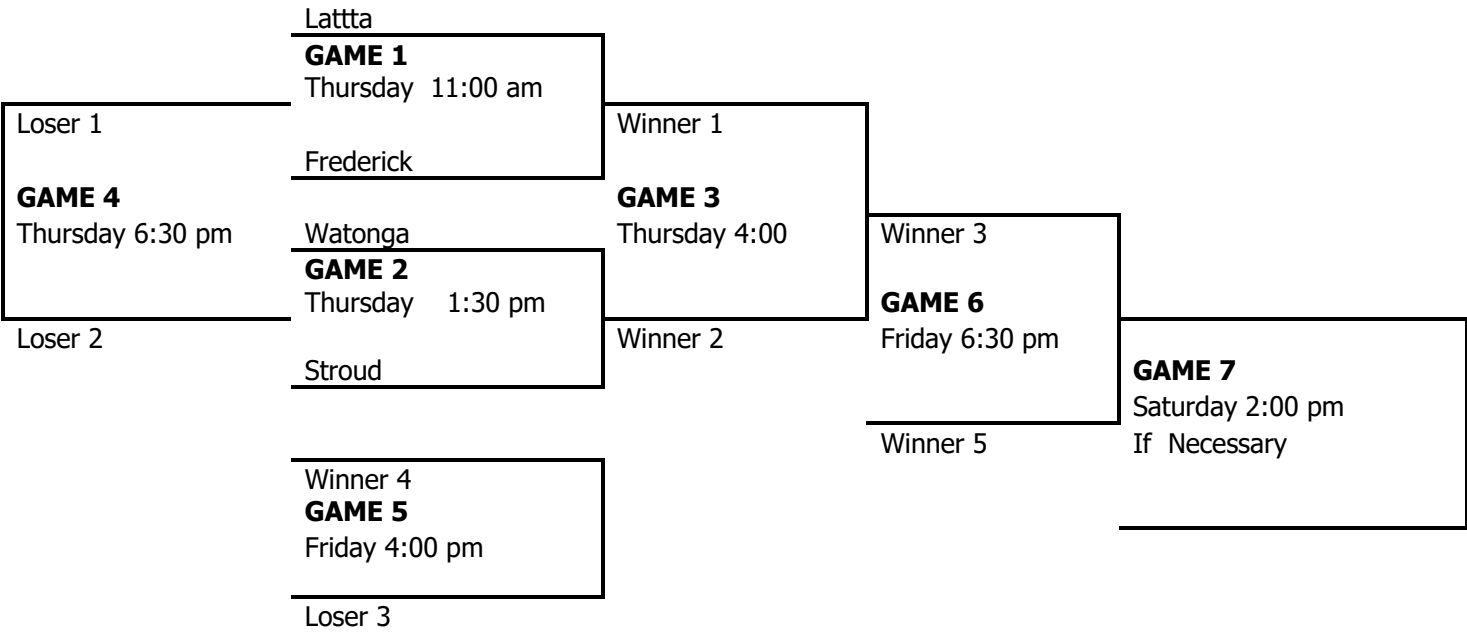 Lattta
GAME 1
Thursday 11:00 am
Loser 1
Winner 1
Frederick
GAME 4
GAME 3
Thursday 6:30 pm
Watonga
Thursday 4:00
Winner 3
GAME 2
Thursday 1:30 pm
GAME 6
Loser 2
Winner 2
Friday 6:30 pm
Stroud
GAME 7
Saturday 2:00 pm
Winner 5
If Necessary
Winner 4
GAME 5
Friday 4:00 pm
Loser 3